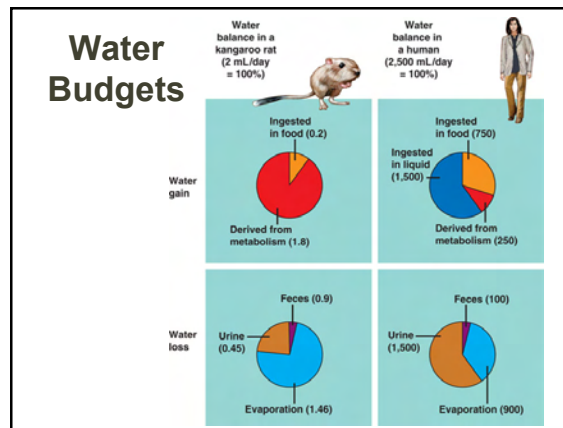 Water
Budgets
Water
balance in a
kangaroo rat
(2 mL/day
= 100%)
Water
balance in
a human
(2,500 mL/day
= 100%)
Water
gain
Ingested
in food (0.2)
Derived from
metabolism (1.8)
Ingested
in food (750)
Ingested
in liquid
(1,500)
Derived from
metabolism (250)
Water
loss
Feces (0.9)
Urine
(0.45)
Evaporation (1.46)
Feces (100)
Urine
(1,500)
Evaporation (900)